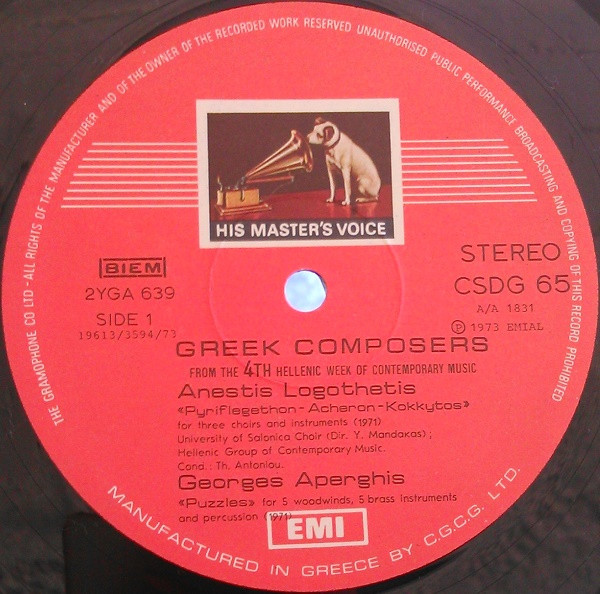 THE GRAMOPHONE CO LTD - ALL RIGHTS OF THE MANUFACTURER AND OF THE OWNER OF THE RECORDED WORK RESERVED UNAUTHORISED PUBLIC PERFORMANCE BROADCASTING AND COPYING OF THIS RECORD PROHIBITED
HIS MASTER'S VOICE
BIEM
2YGA 639
SIDE 1
19613/3594/73
STEREO
CSDG 65
A/A 1831
Ⓟ 1973 EMIAL
GREEK COMPOSERS
FROM THE 4TH HELLENIC WEEK OF CONTEMPORARY MUSIC
Anestis Logothetis
«Pyriflegethon-Acheron-Kokkytos»
for three choirs and instruments (1971)
University of Salonica Choir (Dir. Y. Mandakas) ;
Hellenic Group of Contemporary Music.
Cond.: Th. Antoniou.
Georges Aperghis
«Puzzles» for 5 woodwinds, 5 brass instruments
and percussion (1971)
EMI
MANUFACTURED IN GREECE BY C.G.C.G. LTD.